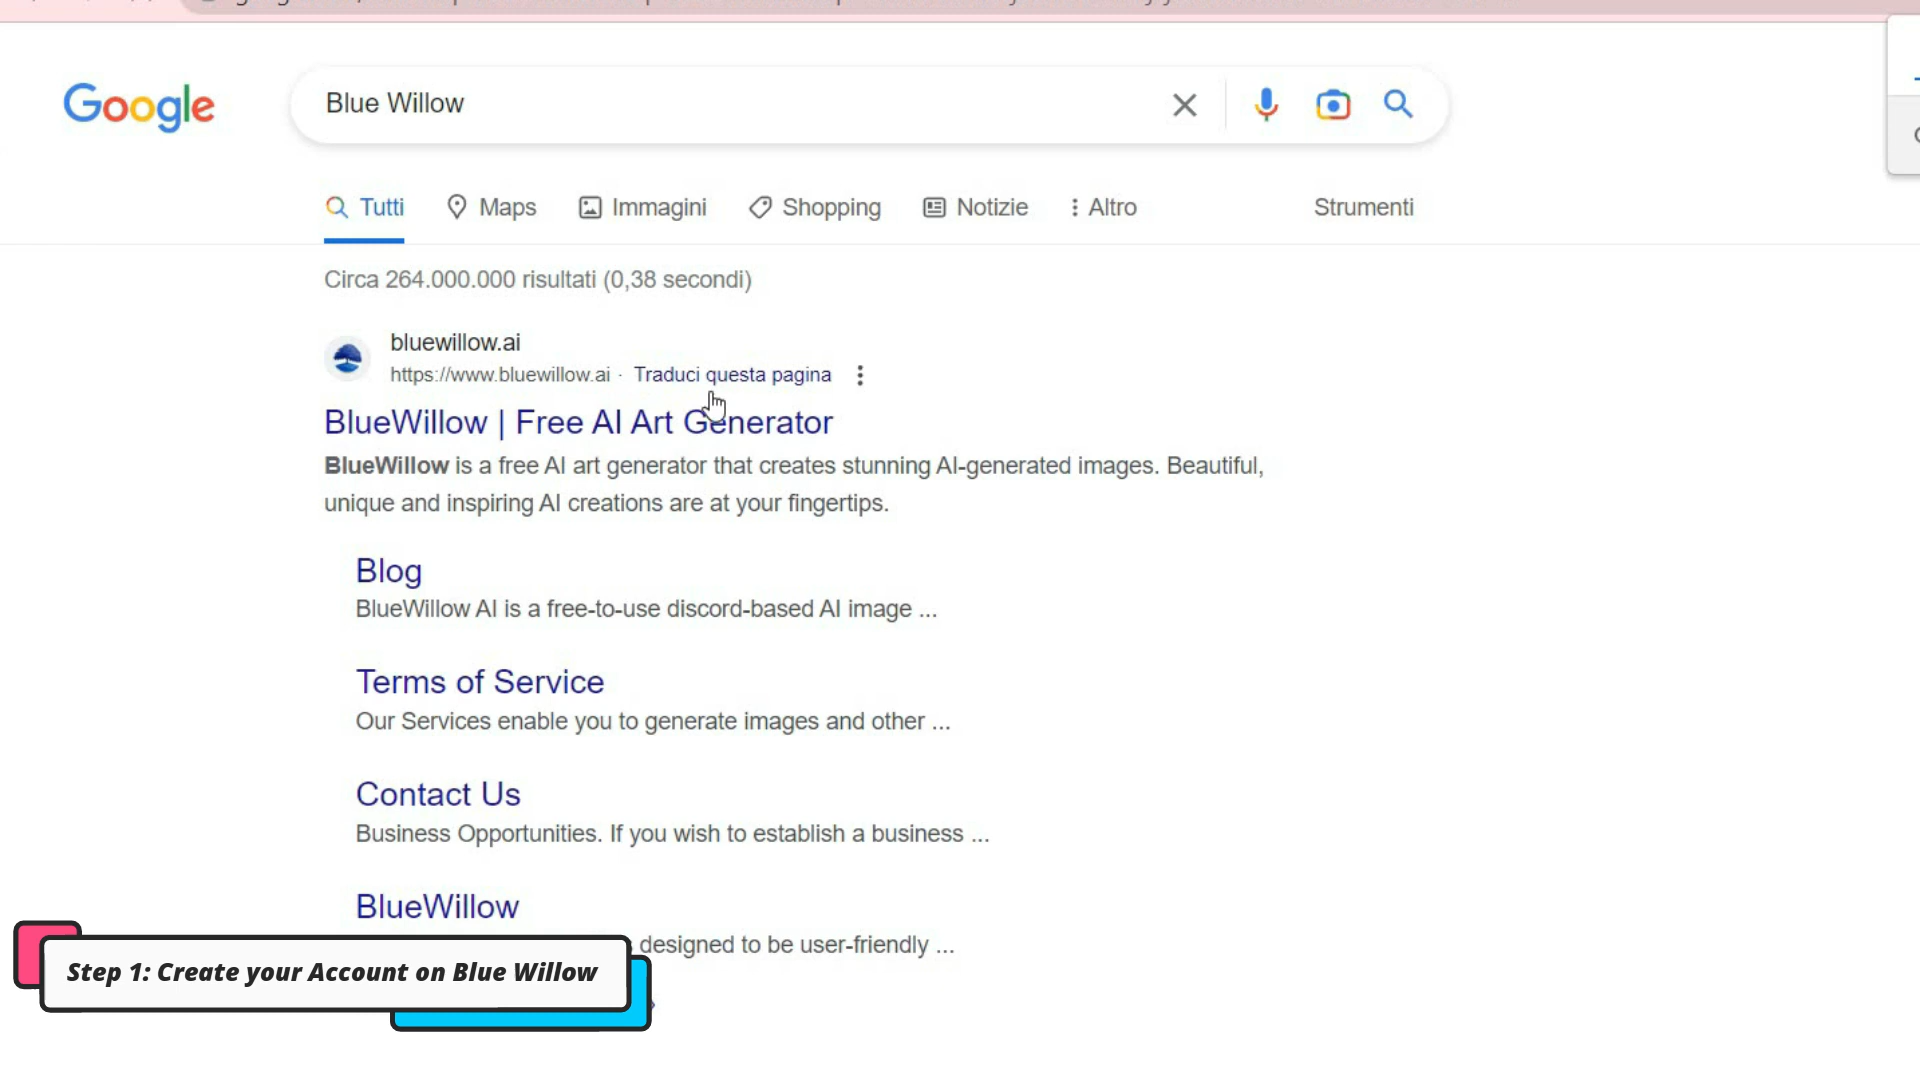 Google
Blue Willow
Tutti Maps Immagini Shopping Notizie Altro Strumenti
Circa 264.000.000 risultati (0,38 secondi)
bluewillow.ai
https://www.bluewillow.ai · Traduci questa pagina
BlueWillow | Free AI Art Generator
BlueWillow is a free AI art generator that creates stunning AI-generated images. Beautiful,
unique and inspiring AI creations are at your fingertips.
Blog
BlueWillow AI is a free-to-use discord-based AI image ...
Terms of Service
Our Services enable you to generate images and other ...
Contact Us
Business Opportunities. If you wish to establish a business ...
BlueWillow
designed to be user-friendly ...
Step 1: Create your Account on Blue Willow